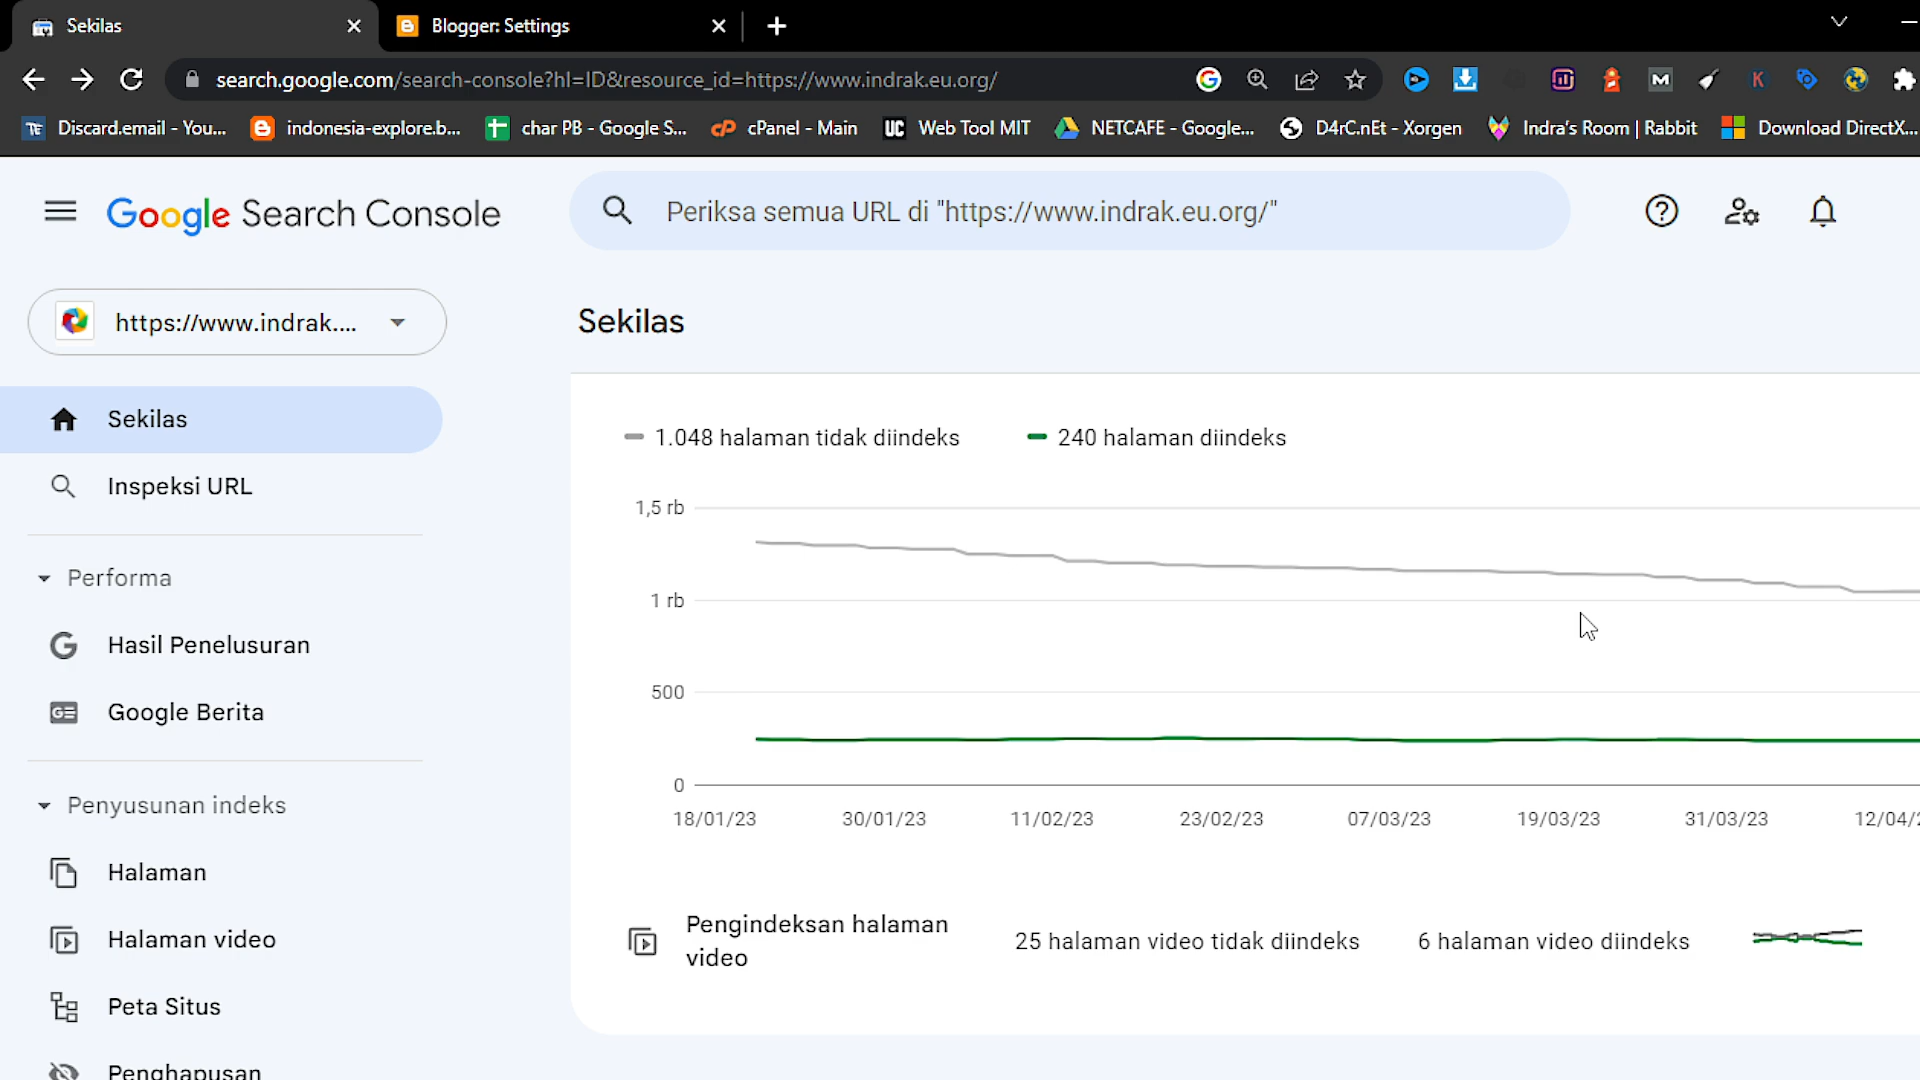 Sekilas
Blogger: Settings
search.google.com/search-console?hl=ID&resource_id=https://www.indrak.eu.org/
Discard.email - You...
indonesia-explore.b...
char PB - Google S...
cPanel - Main
UC Web Tool MIT
NETCAFE - Google...
D4rC.nEt - Xorgen
Indra's Room | Rabbit
Download DirectX...
Google Search Console
Periksa semua URL di "https://www.indrak.eu.org/"
https://www.indrak....
Sekilas
Sekilas
Inspeksi URL
Performa
Hasil Penelusuran
Google Berita
Penyusunan indeks
Halaman
Halaman video
Peta Situs
Penghapusan
1.048 halaman tidak diindeks
240 halaman diindeks
1,5 rb
1 rb
500
0
18/01/23
30/01/23
11/02/23
23/02/23
07/03/23
19/03/23
31/03/23
12/04/2
Pengindeksan halaman
video
25 halaman video tidak diindeks
6 halaman video diindeks